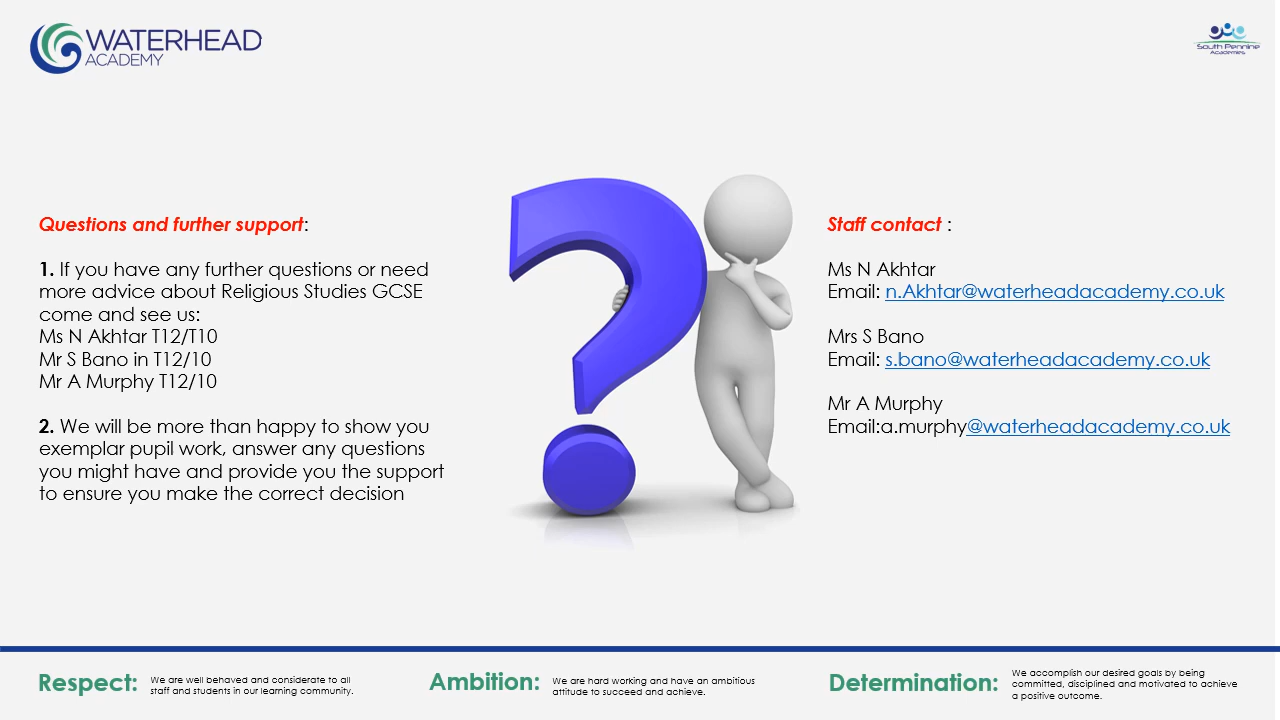 WATERHEAD
ACADEMY
South Pennine
Academies
Questions and further support:
1. If you have any further questions or need
more advice about Religious Studies GCSE
come and see us:
Ms N Akhtar T12/T10
Mr S Bano in T12/10
Mr A Murphy T12/10
2. We will be more than happy to show you
exemplar pupil work, answer any questions
you might have and provide you the support
to ensure you make the correct decision
?
Staff contact :
Ms N Akhtar
Email: n.Akhtar@waterheadacademy.co.uk
Mrs S Bano
Email: s.bano@waterheadacademy.co.uk
Mr A Murphy
Email:a.murphy@waterheadacademy.co.uk
Respect:
We are well behaved and considerate to all
staff and students in our learning community.
Ambition:
We are hard working and have an ambitious
attitude to succeed and achieve.
Determination:
We accomplish our desired goals by being
committed, disciplined and motivated to achieve
a positive outcome.